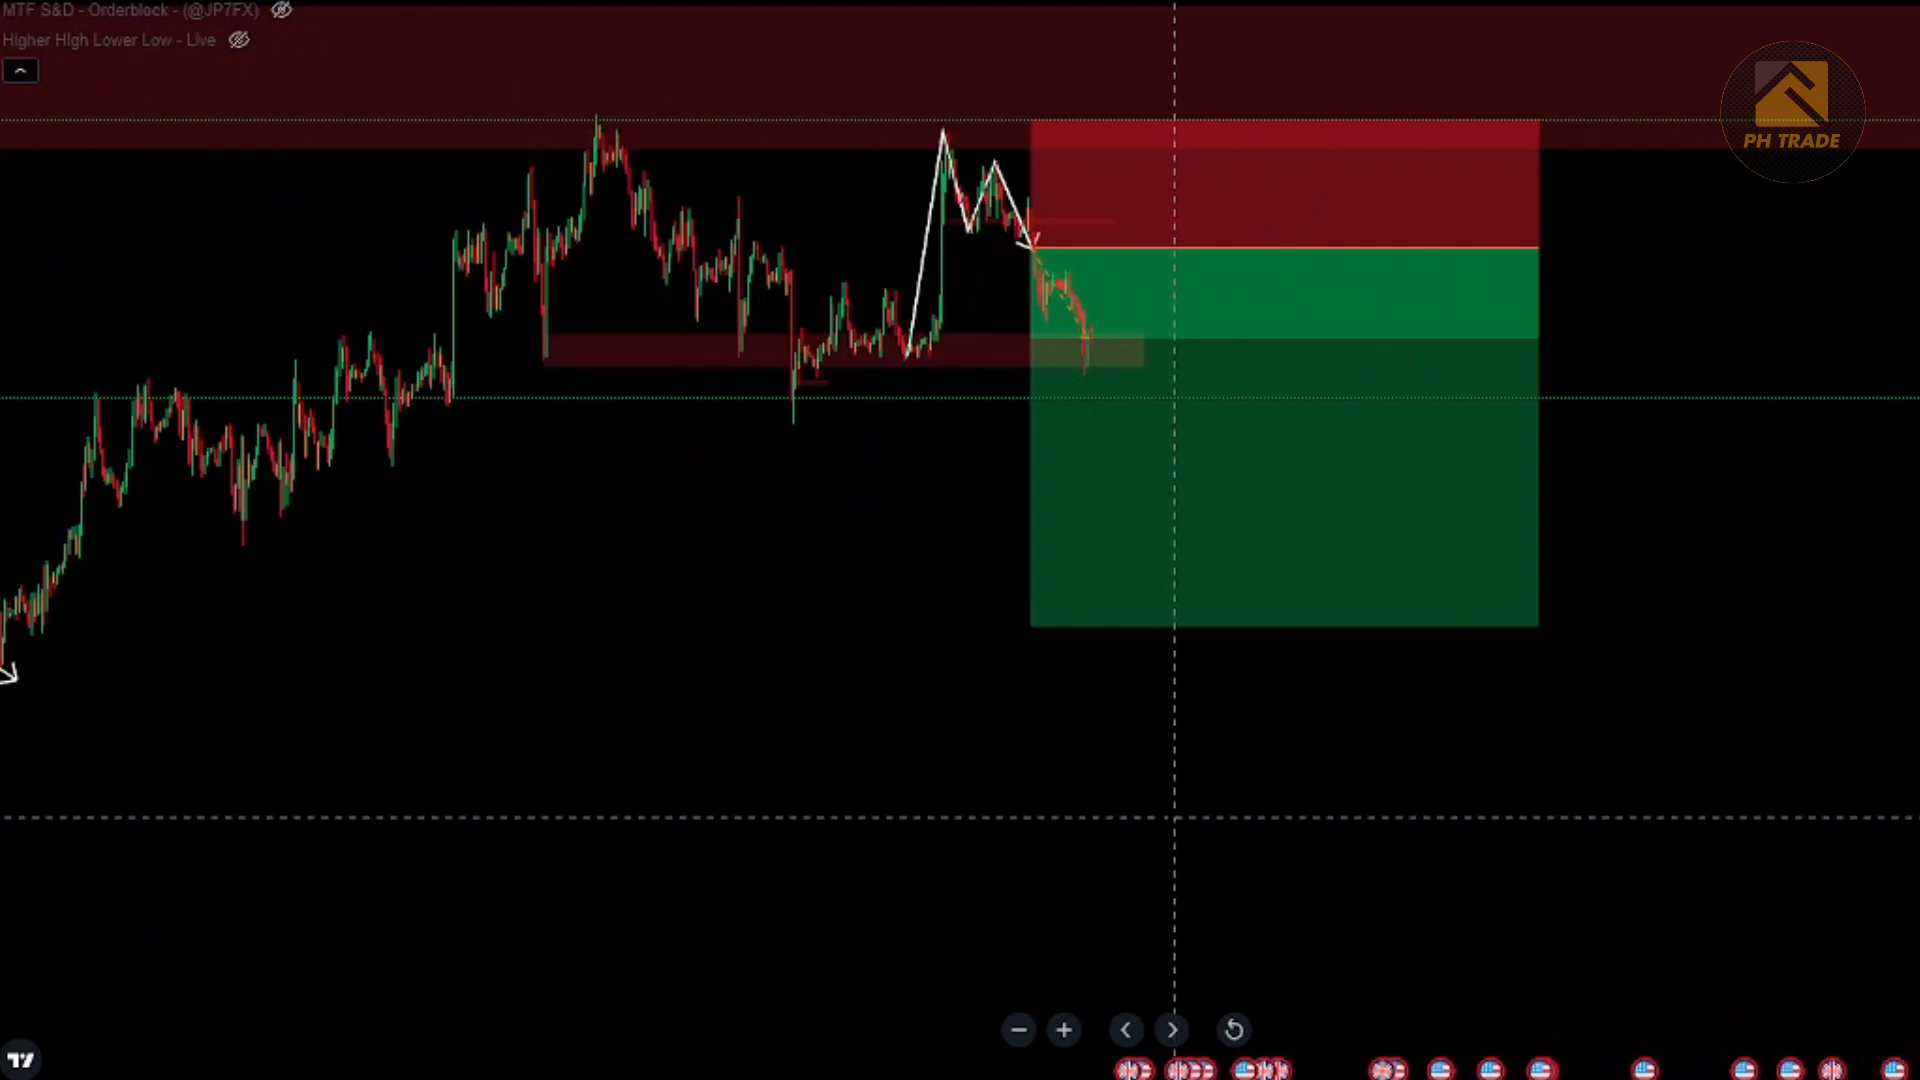 MTF S&D - Orderblock - (@JP7FX)
Higher High Lower Low - Live
PH TRADE